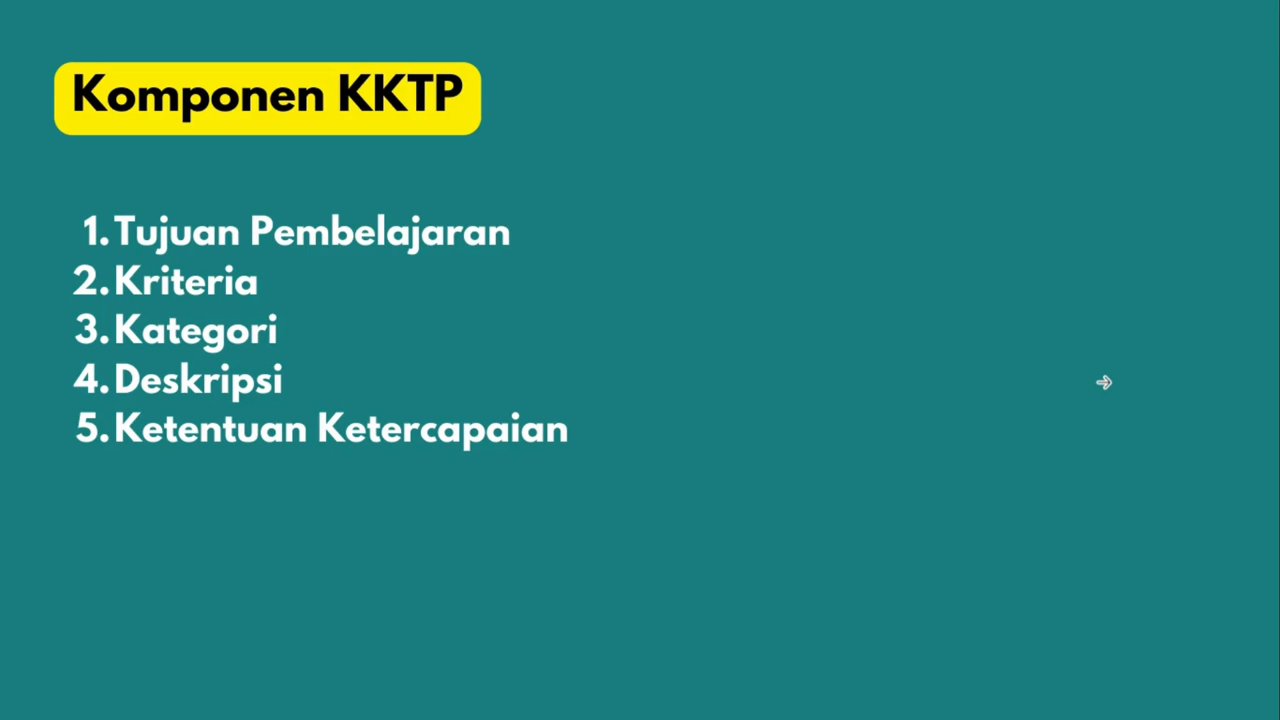 Komponen KKTP
1. Tujuan Pembelajaran
2. Kriteria
3. Kategori
4. Deskripsi
5. Ketentuan Ketercapaian